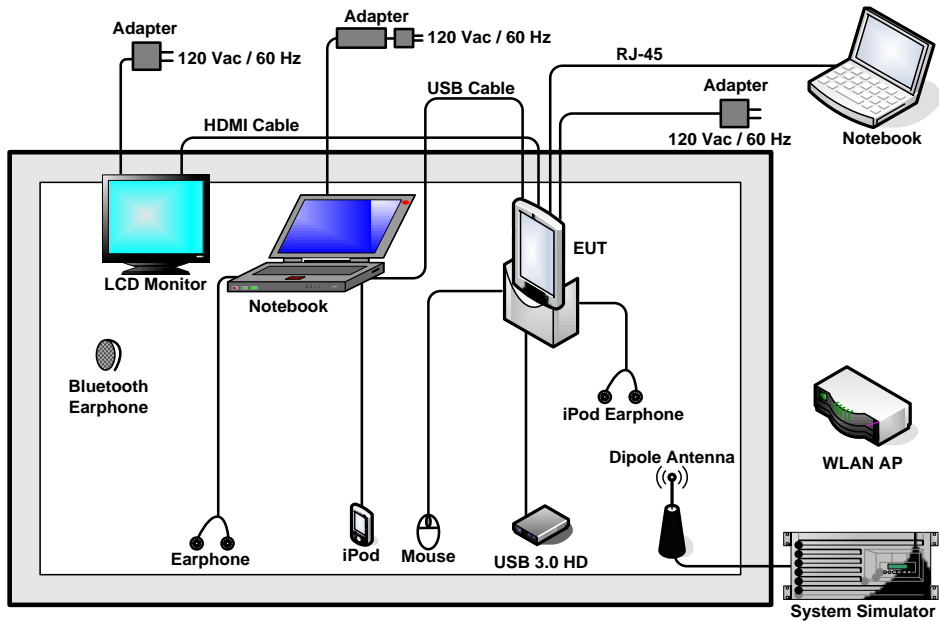 Adapter
120 Vac / 60 Hz
Adapter
120 Vac / 60 Hz
RJ-45
USB Cable
Adapter
120 Vac / 60 Hz
HDMI Cable
Notebook
LCD Monitor
Notebook
EUT
Bluetooth
Earphone
iPod Earphone
WLAN AP
Dipole Antenna
Earphone
iPod
Mouse
USB 3.0 HD
System Simulator